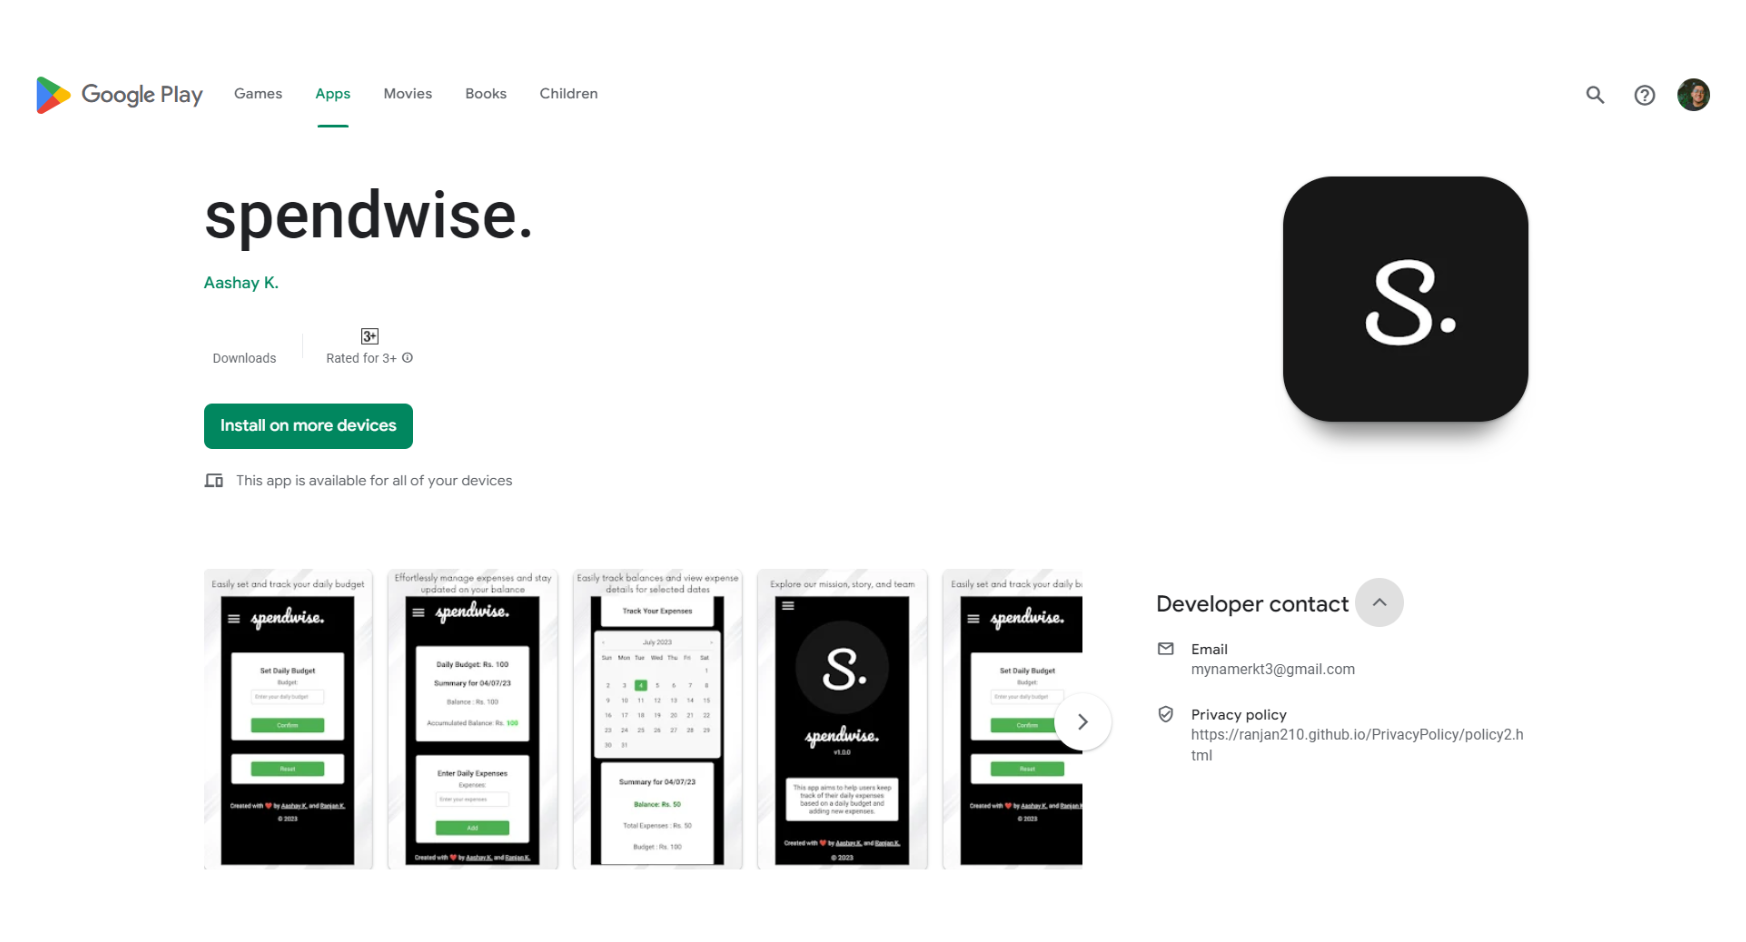 Google Play
Games
Apps
Movies
Books
Children
spendwise.
Aashay K.
Downloads
3+
Rated for 3+
Install on more devices
This app is available for all of your devices
S.
Easily set and track your daily budget
spendwise.
Set Daily Budget
Budget:
Enter your daily budget
Confirm
Reset
Created with ❤ by Aashay K. and Ranjan K.
© 2023
Effortlessly manage expenses and stay
updated on your balance
spendwise.
Daily Budget: Rs. 100
Summary for 04/07/23
Balance : Rs. 100
Accumulated Balance: Rs. 100
Enter Daily Expenses
Expenses:
Enter your expenses
Add
Created with ❤ by Aashay K. and Ranjan K.
Easily track balances and view expense
details for selected dates
Track Your Expenses
‹ July 2023 ›
Sun Mon Tue Wed Thu Fri Sat
1
2 3 4 5 6 7 8
9 10 11 12 13 14 15
16 17 18 19 20 21 22
23 24 25 26 27 28 29
30 31
Summary for 04/07/23
Balance: Rs. 50
Total Expenses : Rs. 50
Budget : Rs. 100
Explore our mission, story, and team
S.
spendwise.
v1.0.0
This app aims to help users keep
track of their daily expenses
based on a daily budget and
adding new expenses.
Created with ❤ by Aashay K. and Ranjan K.
© 2023
Easily set and track your daily b
spendwise.
Set Daily Budget
Budget:
Enter your daily budget
Confirm
Reset
Created with ❤ by Aashay K. and Ranjan K
© 2023
Developer contact
Email
mynamerkt3@gmail.com
Privacy policy
https://ranjan210.github.io/PrivacyPolicy/policy2.h
tml